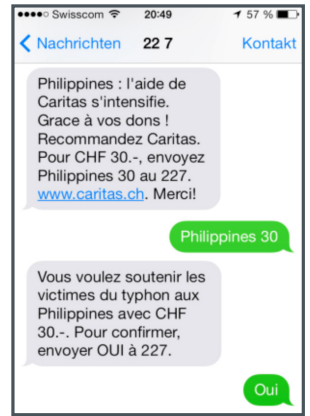 Swisscom 20:49 57 %
Nachrichten 22 7 Kontakt
Philippines : l'aide de
Caritas s'intensifie.
Grace à vos dons !
Recommandez Caritas.
Pour CHF 30.-, envoyez
Philippines 30 au 227.
www.caritas.ch. Merci!
Philippines 30
Vous voulez soutenir les
victimes du typhon aux
Philippines avec CHF
30.-. Pour confirmer,
envoyer OUI à 227.
Oui